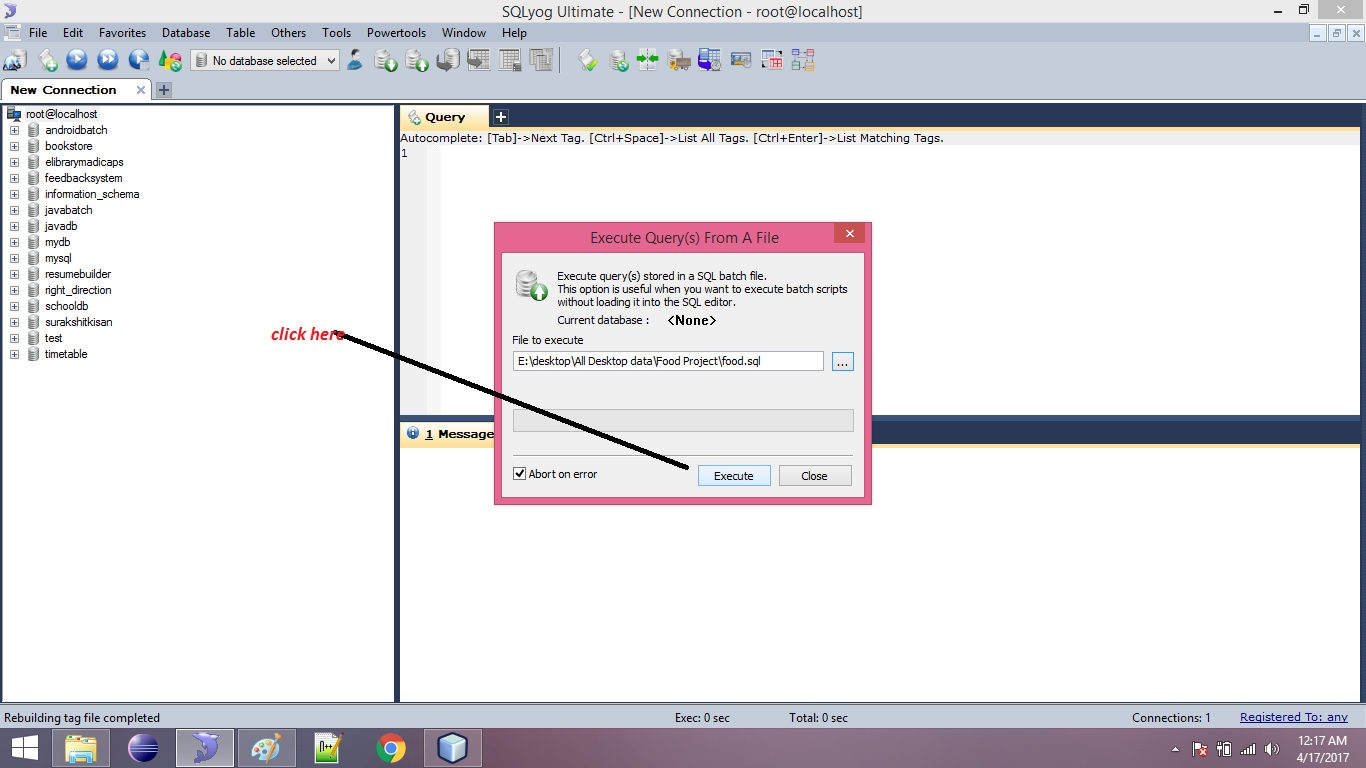 SQLyog Ultimate - [New Connection - root@localhost]
File Edit Favorites Database Table Others Tools Powertools Window Help
No database selected
New Connection
root@localhost
androidbatch
bookstore
elibrarymadicaps
feedbacksystem
information_schema
javabatch
javadb
mydb
mysql
resumebuilder
right_direction
schooldb
surakshitkisan
test
timetable
Query
Autocomplete: [Tab]->Next Tag. [Ctrl+Space]->List All Tags. [Ctrl+Enter]->List Matching Tags.
1
click here
Execute Query(s) From A File
Execute query(s) stored in a SQL batch file.
This option is useful when you want to execute batch scripts
without loading it into the SQL editor.
Current database : <None>
File to execute
E:\desktop\All Desktop data\Food Project\food.sql
...
Abort on error
Execute
Close
1 Message
Rebuilding tag file completed
Exec: 0 sec
Total: 0 sec
Connections: 1
Registered To: any
N++
12:17 AM
4/17/2017